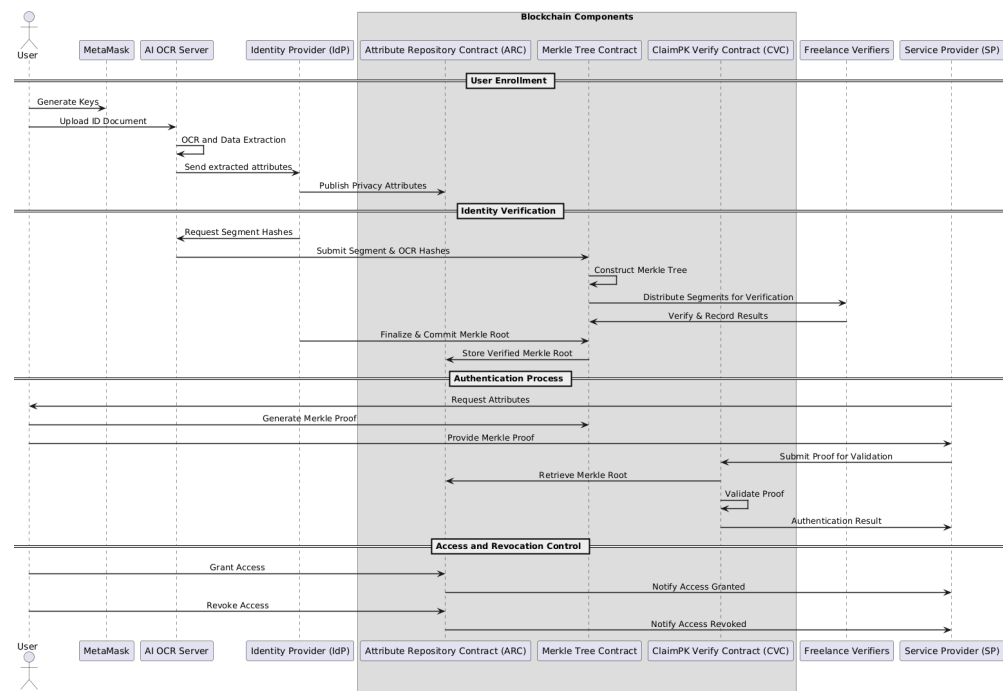 Blockchain Components
User
MetaMask
AI OCR Server
Identity Provider (IdP)
Attribute Repository Contract (ARC)
Merkle Tree Contract
ClaimPK Verify Contract (CVC)
Freelance Verifiers
Service Provider (SP)
User Enrollment
Generate Keys
Upload ID Document
OCR and Data Extraction
Send extracted attributes
Publish Privacy Attributes
Identity Verification
Request Segment Hashes
Submit Segment & OCR Hashes
Construct Merkle Tree
Distribute Segments for Verification
Verify & Record Results
Finalize & Commit Merkle Root
Store Verified Merkle Root
Authentication Process
Request Attributes
Generate Merkle Proof
Provide Merkle Proof
Submit Proof for Validation
Retrieve Merkle Root
Validate Proof
Authentication Result
Access and Revocation Control
Grant Access
Notify Access Granted
Revoke Access
Notify Access Revoked
User
MetaMask
AI OCR Server
Identity Provider (IdP)
Attribute Repository Contract (ARC)
Merkle Tree Contract
ClaimPK Verify Contract (CVC)
Freelance Verifiers
Service Provider (SP)